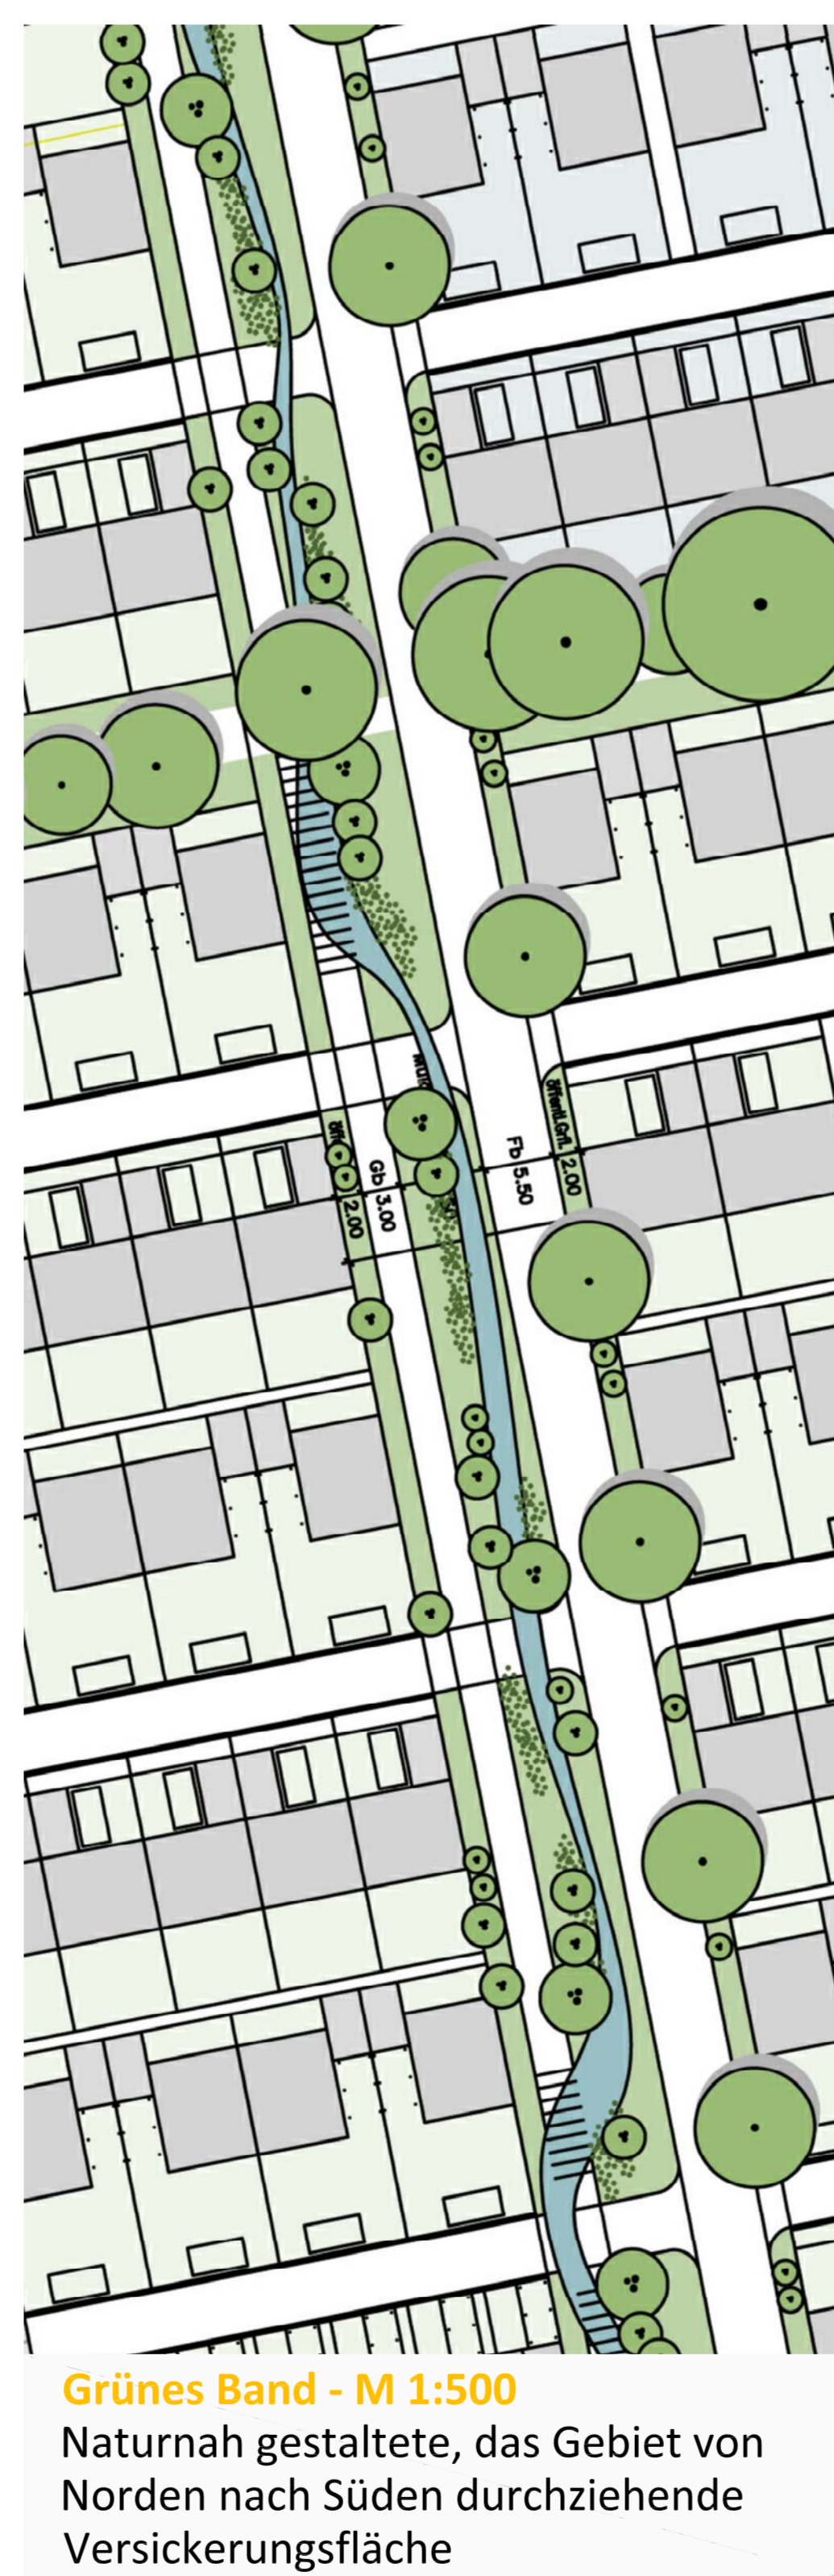 Fb 5.50
öffentl.Grfl.
2.00
Gb 3.00
2.00
Grünes Band - M 1:500
Naturnah gestaltete, das Gebiet von
Norden nach Süden durchziehende
Versickerungsfläche